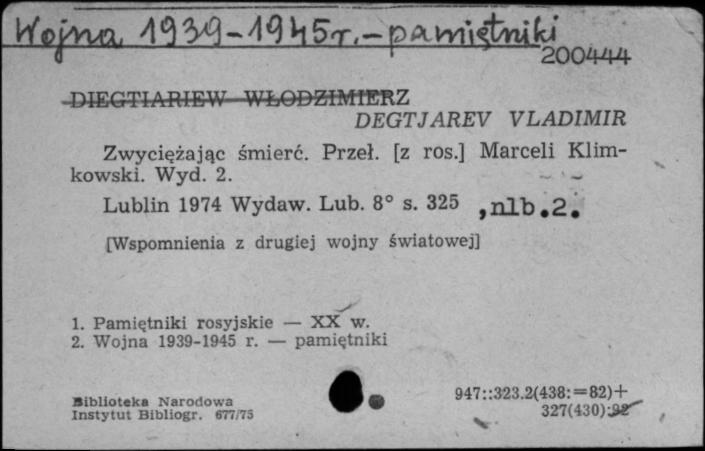 Wojna 1939-1945r.-pamiętniki
200444
DIEGTIARIEW WŁODZIMIERZ
DEGTJAREV VLADIMIR
Zwyciężając śmierć. Przeł. [z ros.] Marceli Klim-
kowski. Wyd. 2.
Lublin 1974 Wydaw. Lub. 8° s. 325 ,nlb.2.
[Wspomnienia z drugiej wojny światowej]
1. Pamiętniki rosyjskie — XX w.
2. Wojna 1939-1945 r. — pamiętniki
Biblioteka Narodowa
Instytut Bibliogr. 677/75
947::323.2(438:=82)+
327(430):92